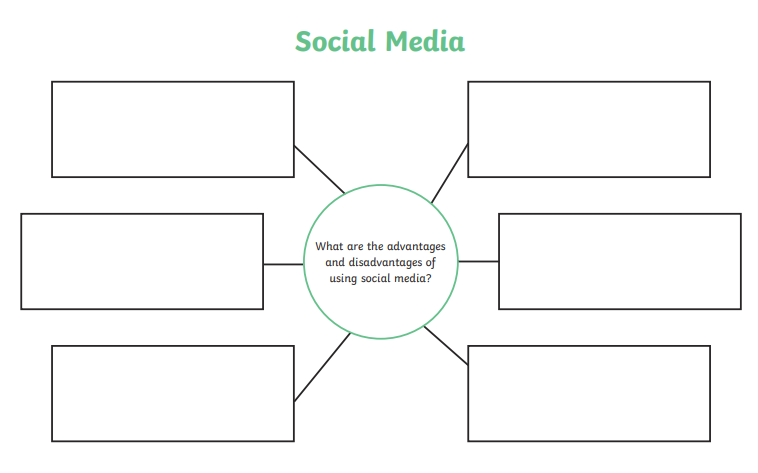 Social Media
What are the advantages
and disadvantages of
using social media?